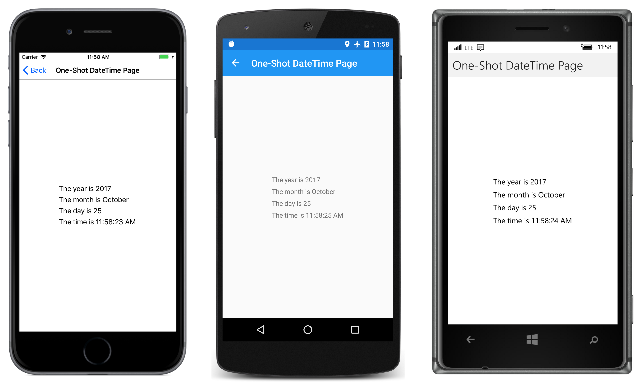 Carrier 11:58 AM
Back One-Shot DateTime Page
The year is 2017
The month is October
The day is 25
The time is 11:58:23 AM
11:58
One-Shot DateTime Page
The year is 2017
The month is October
The day is 25
The time is 11:58:23 AM
LTE 11:58
One-Shot DateTime Page
The year is 2017
The month is October
The day is 25
The time is 11:58:24 AM